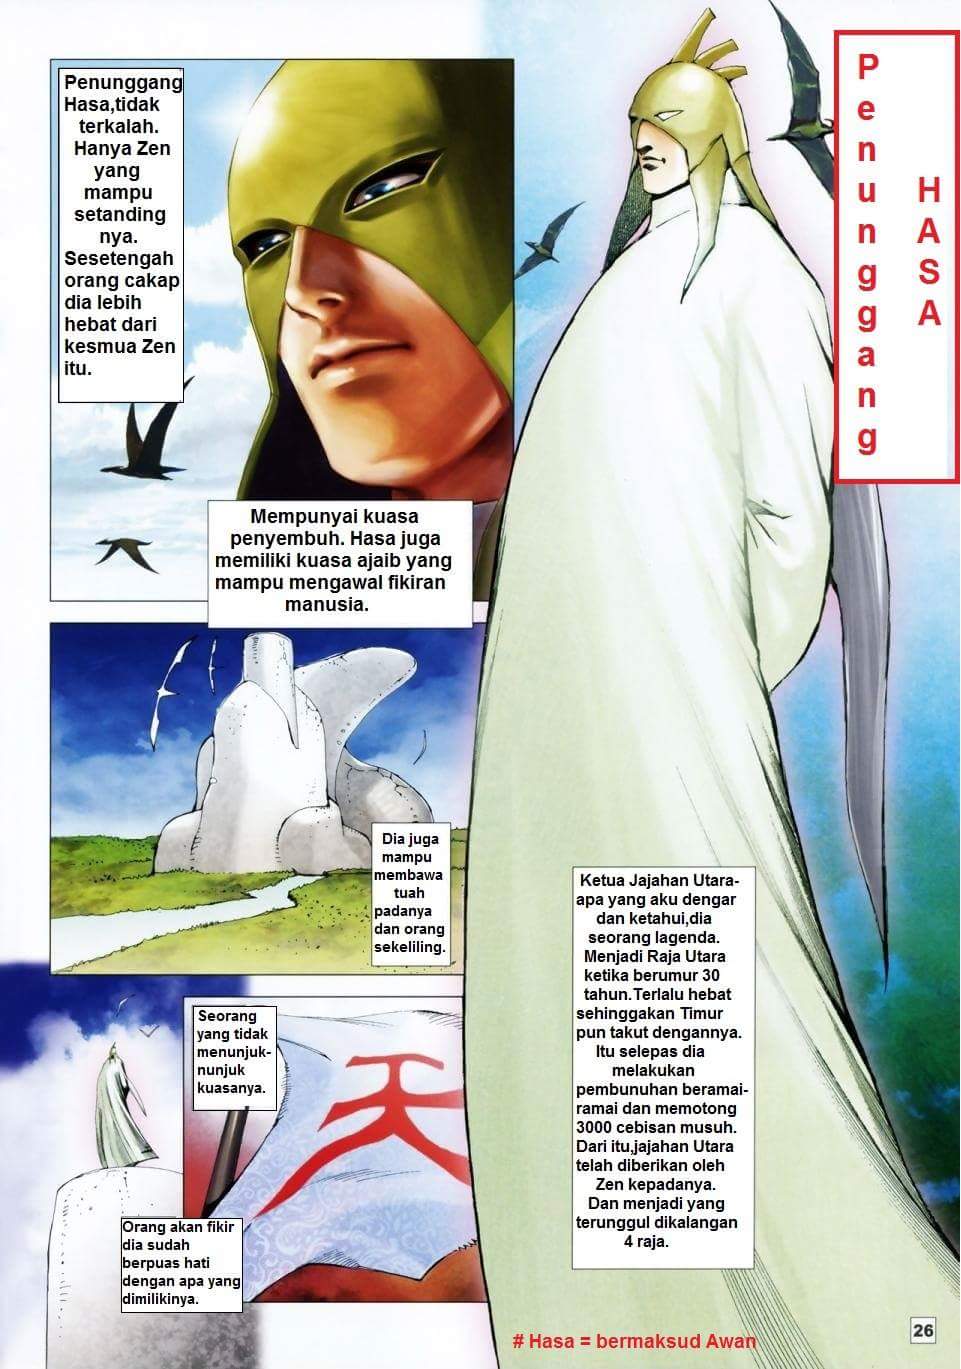 Penunggang
Hasa,tidak
terkalah.
Hanya Zen
yang
mampu
setanding
nya.
Sesetengah
orang cakap
dia lebih
hebat dari
kesmua Zen
itu.
Penunggang
HASA
Mempunyai kuasa
penyembuh. Hasa juga
memiliki kuasa ajaib yang
mampu mengawal fikiran
manusia.
Dia juga
mampu
membawa
tuah
padanya
dan orang
sekeliling.
Ketua Jajahan Utara-
apa yang aku dengar
dan ketahui,dia
seorang lagenda.
Menjadi Raja Utara
ketika berumur 30
tahun.Terlalu hebat
sehinggakan Timur
pun takut dengannya.
Itu selepas dia
melakukan
pembunuhan beramai-
ramai dan memotong
3000 cebisan musuh.
Dari itu,jajahan Utara
telah diberikan oleh
Zen kepadanya.
Dan menjadi yang
terunggul dikalangan
4 raja.
Seorang
yang tidak
menunjuk-
nunjuk
kuasanya.
天
Orang akan fikir
dia sudah
berpuas hati
dengan apa yang
dimilikinya.
# Hasa = bermaksud Awan
26